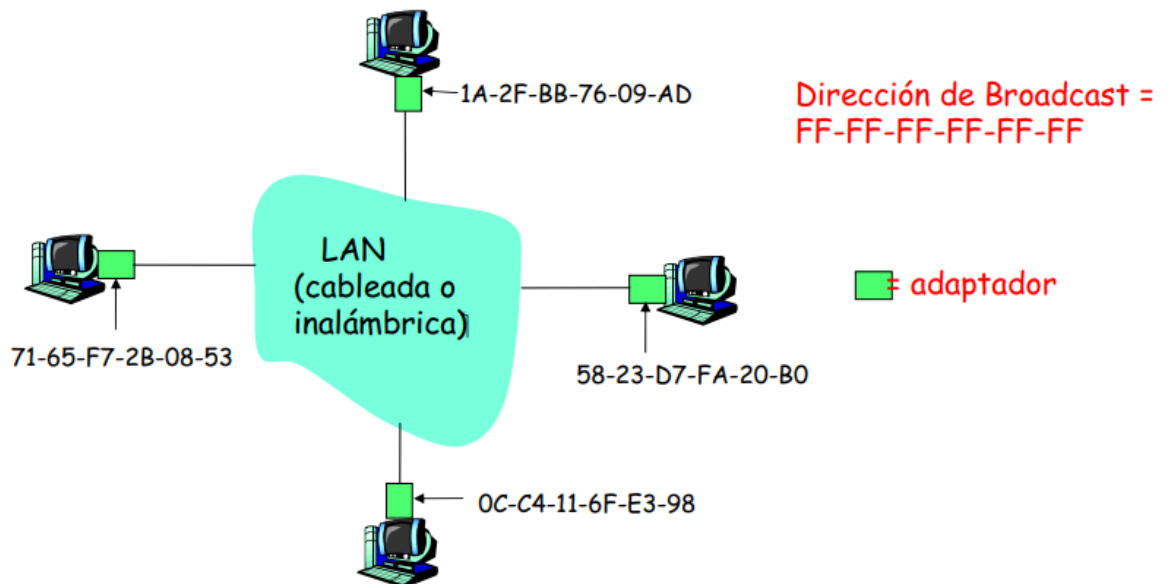 1A-2F-BB-76-09-AD
Dirección de Broadcast =
FF-FF-FF-FF-FF-FF
LAN
(cableada o
inalámbrica)
= adaptador
71-65-F7-2B-08-53
58-23-D7-FA-20-B0
0C-C4-11-6F-E3-98